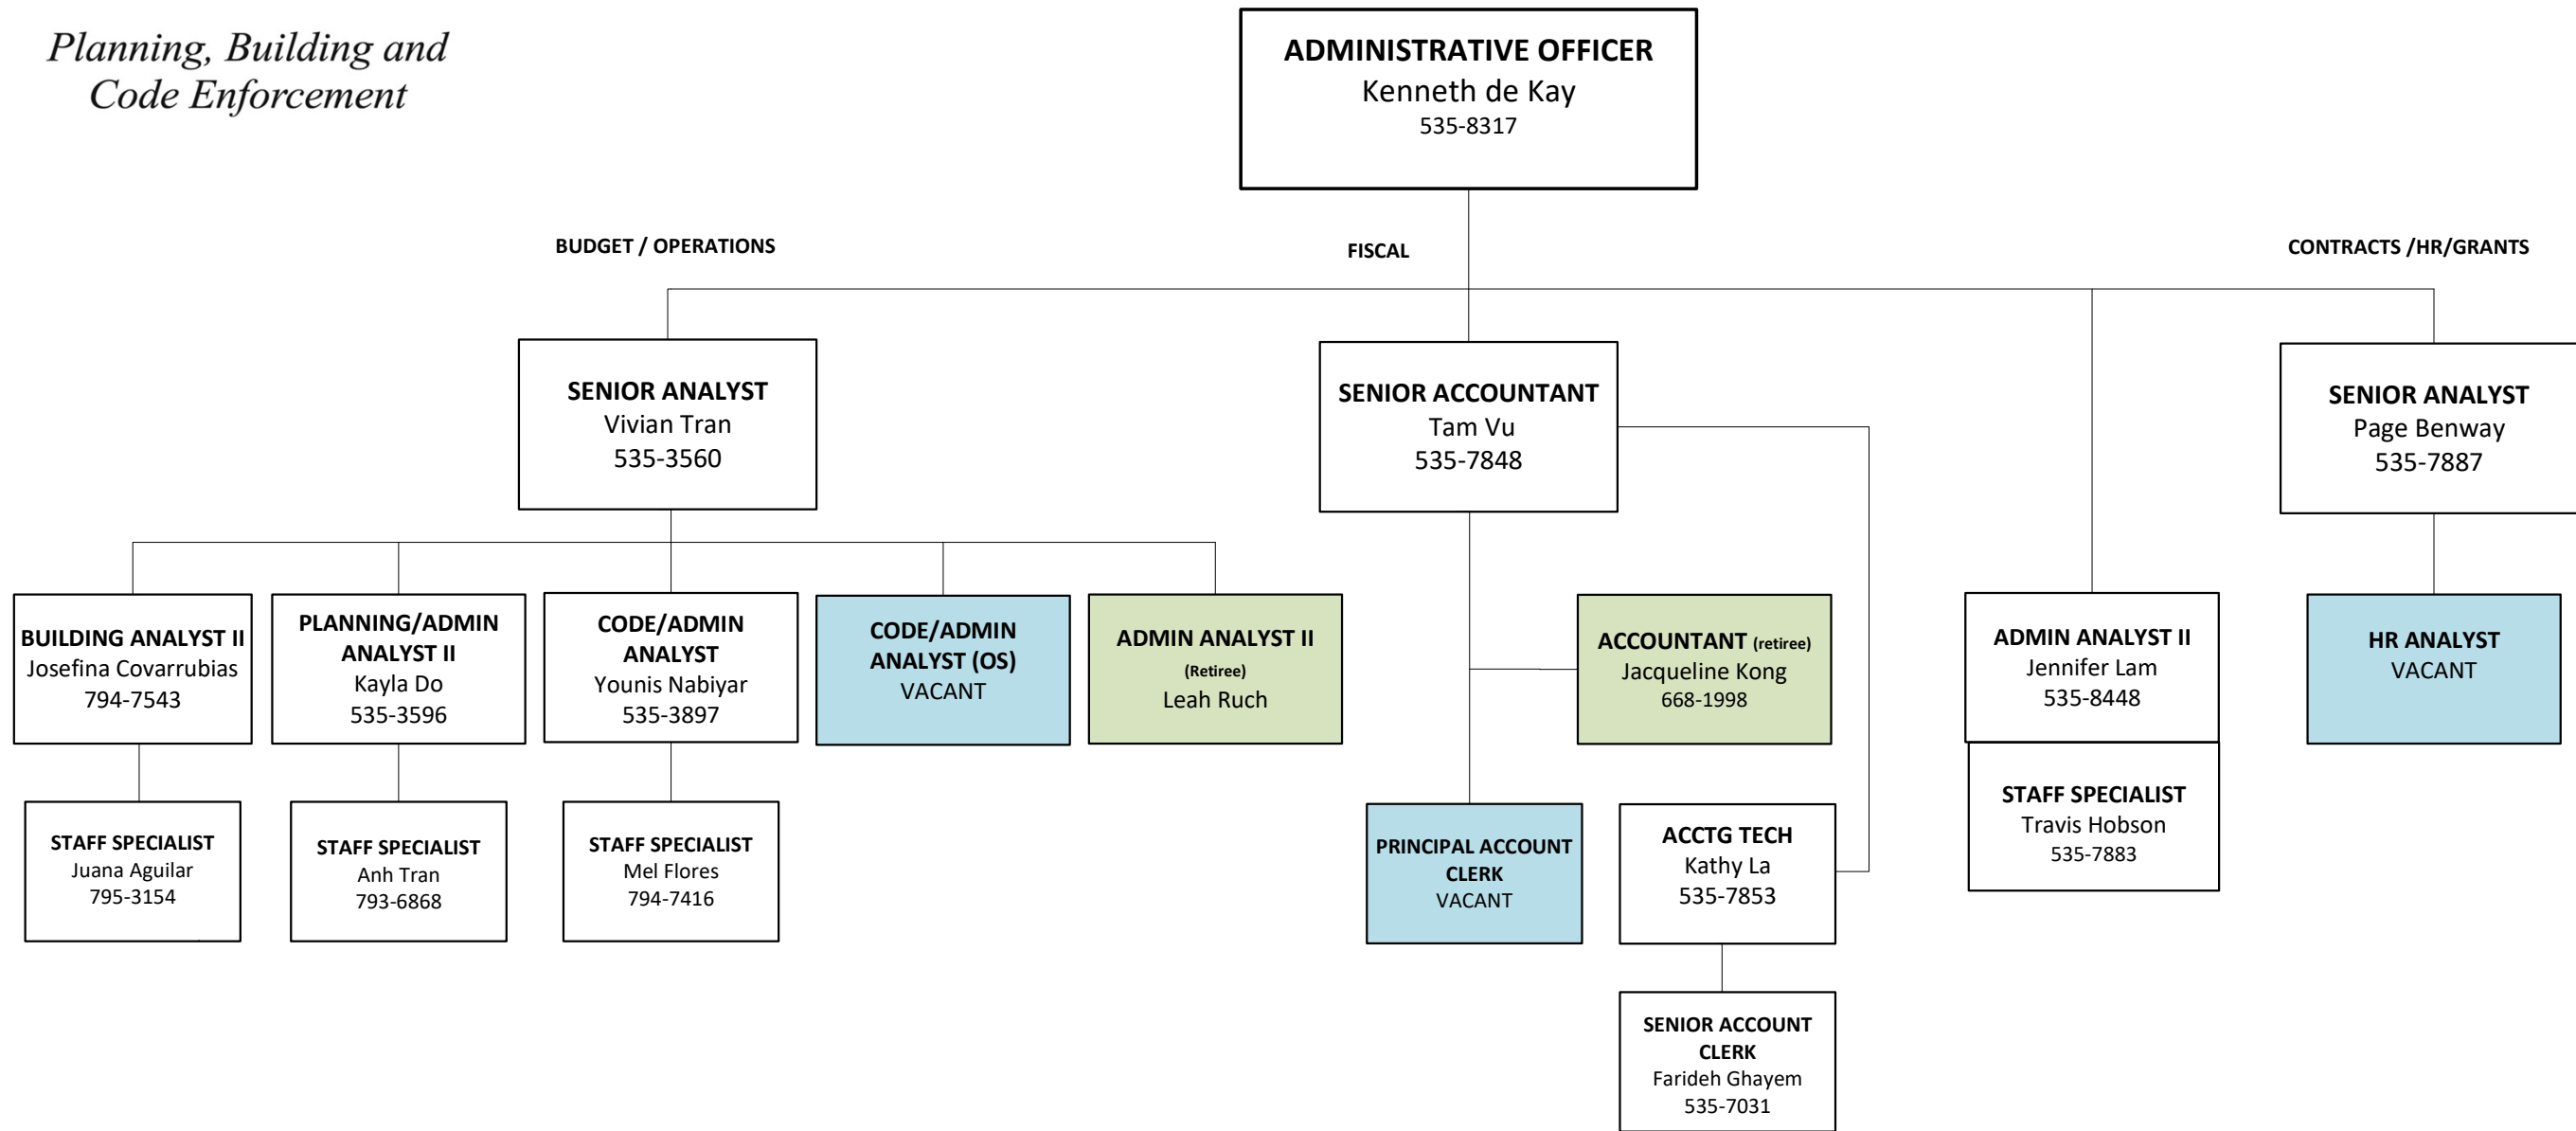 Planning, Building and
Code Enforcement
ADMINISTRATIVE OFFICER
Kenneth de Kay
535-8317
BUDGET / OPERATIONS
FISCAL
CONTRACTS /HR/GRANTS
SENIOR ANALYST
Vivian Tran
535-3560
SENIOR ACCOUNTANT
Tam Vu
535-7848
SENIOR ANALYST
Page Benway
535-7887
BUILDING ANALYST II
Josefina Covarrubias
794-7543
PLANNING/ADMIN
ANALYST II
Kayla Do
535-3596
CODE/ADMIN
ANALYST
Younis Nabiyar
535-3897
CODE/ADMIN
ANALYST (OS)
VACANT
ADMIN ANALYST II
(Retiree)
Leah Ruch
ACCOUNTANT (retiree)
Jacqueline Kong
668-1998
ADMIN ANALYST II
Jennifer Lam
535-8448
HR ANALYST
VACANT
STAFF SPECIALIST
Juana Aguilar
795-3154
STAFF SPECIALIST
Anh Tran
793-6868
STAFF SPECIALIST
Mel Flores
794-7416
PRINCIPAL ACCOUNT
CLERK
VACANT
ACCTG TECH
Kathy La
535-7853
STAFF SPECIALIST
Travis Hobson
535-7883
SENIOR ACCOUNT
CLERK
Farideh Ghayem
535-7031